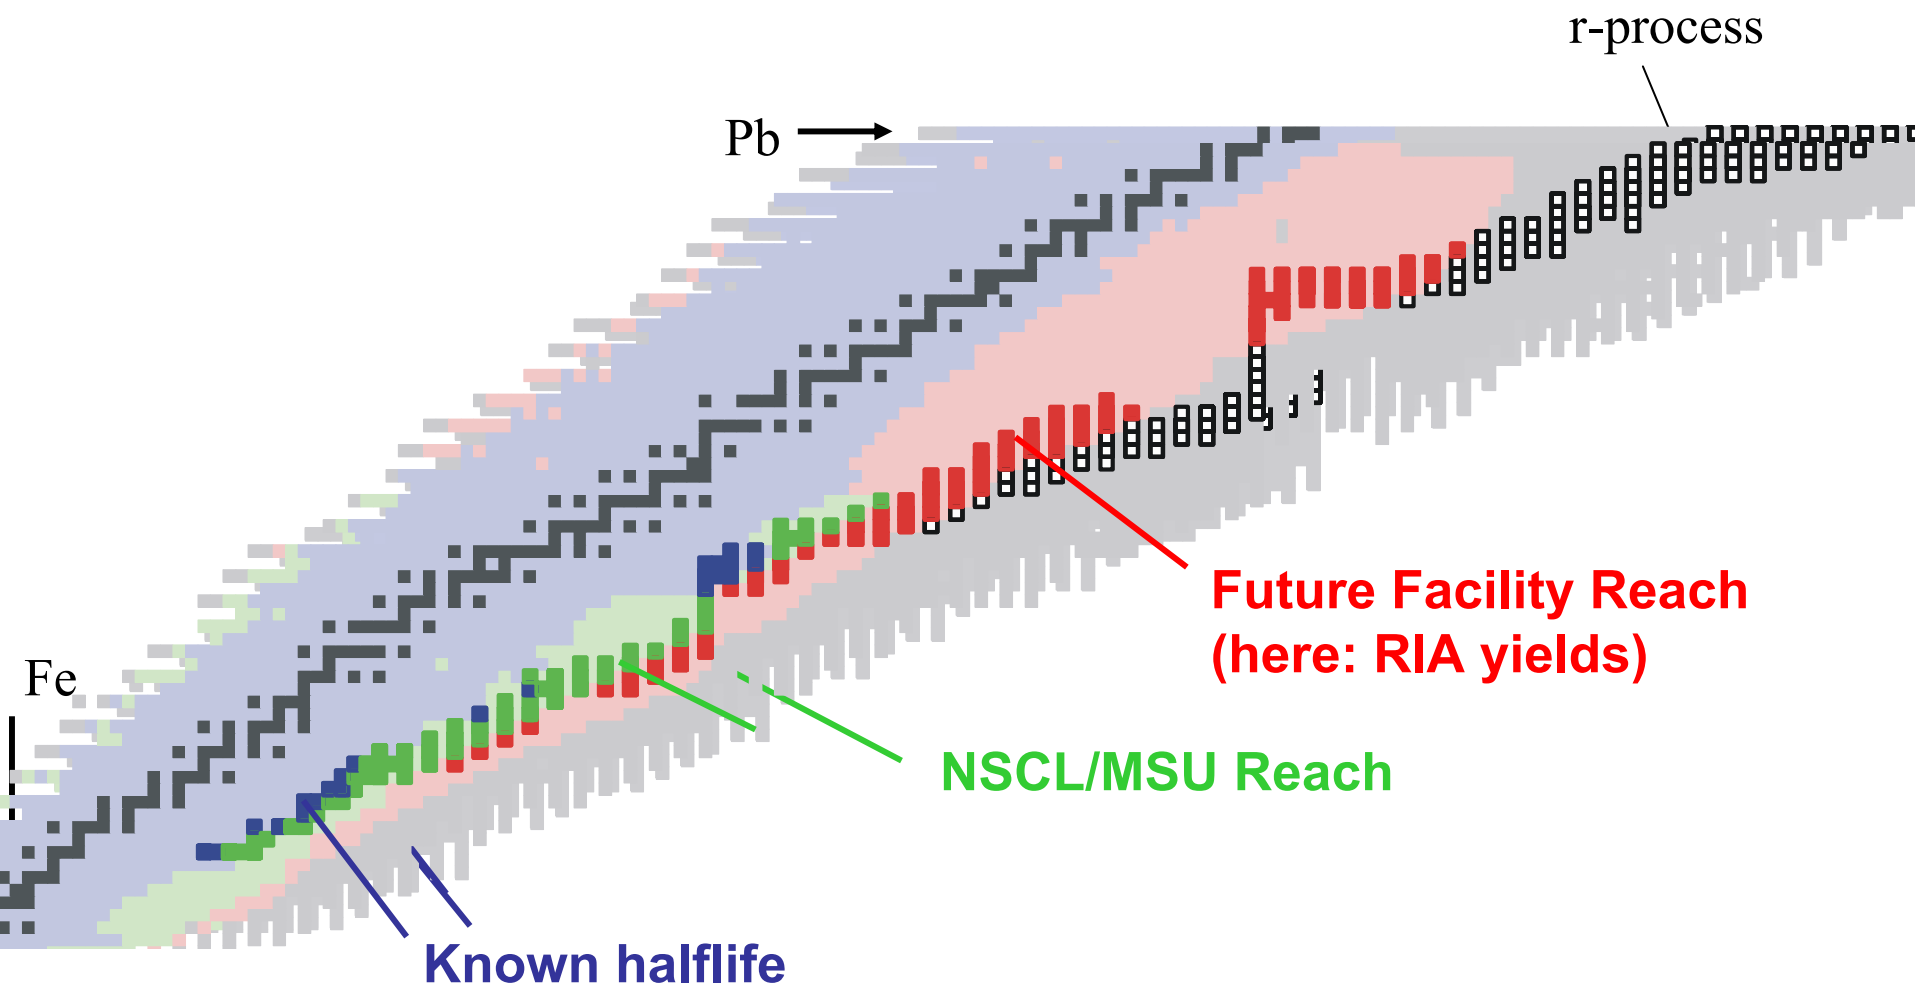 r-process
Pb
Future Facility Reach
(here: RIA yields)
Fe
NSCL/MSU Reach
Known halflife